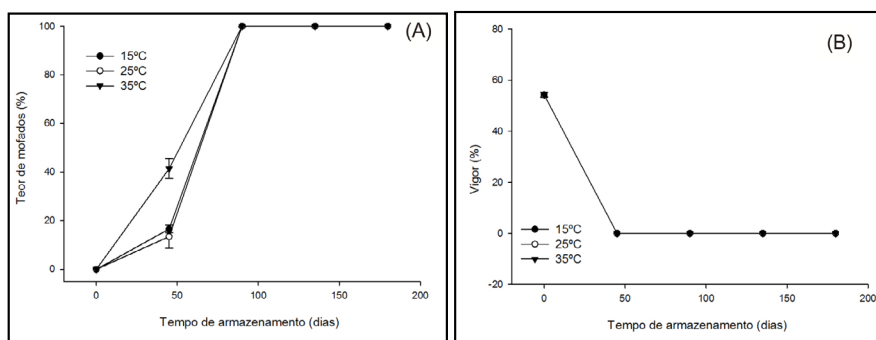 (A)
15ºC
25ºC
35ºC
Teor de mofados (%)
100
80
60
40
20
0
0
50
100
150
200
Tempo de armazenamento (dias)
(B)
Vigor (%)
80
60
40
20
0
-20
15ºC
25ºC
35ºC
0
50
100
150
200
Tempo de armazenamento (dias)